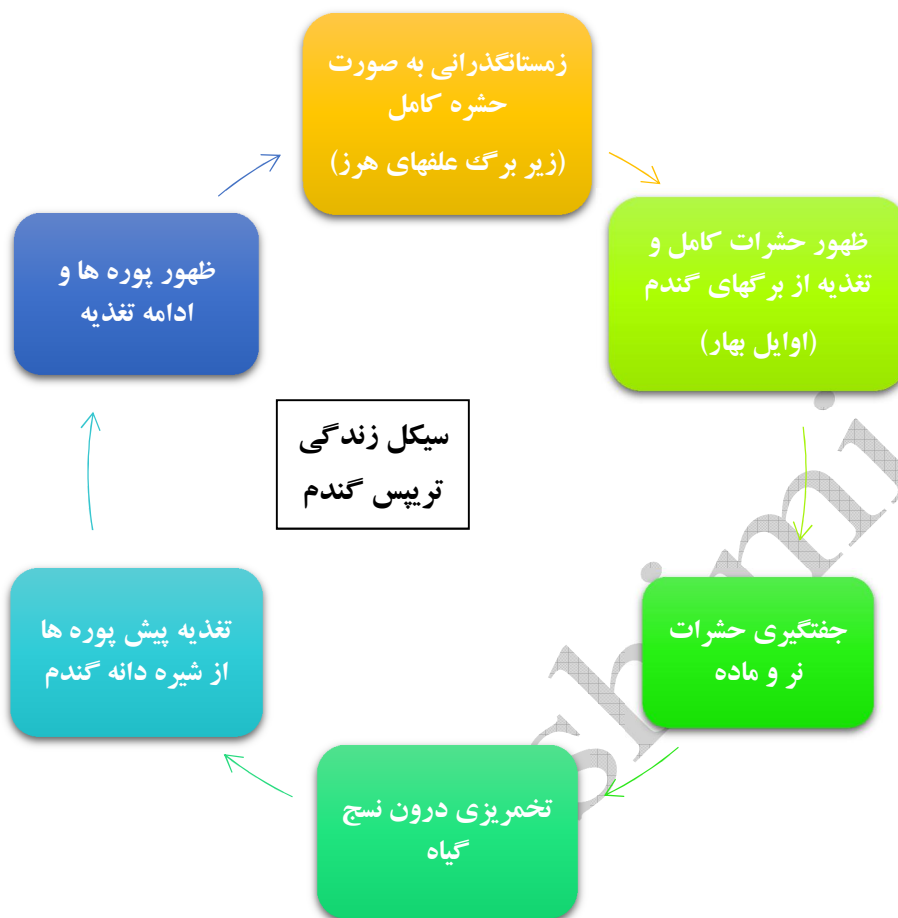 زمستانگذرانی به صورت
حشره کامل
(زیر برگ علفهای هرز)
ظهور حشرات کامل و
تغذیه از برگهای گندم
(اوایل بهار)
جفتگیری حشرات
نر و ماده
تخمریزی درون نسج
گیاه
تغذیه پیش پوره ها
از شیره دانه گندم
ظهور پوره ها و
ادامه تغذیه
سیکل زندگی
تریپس گندم